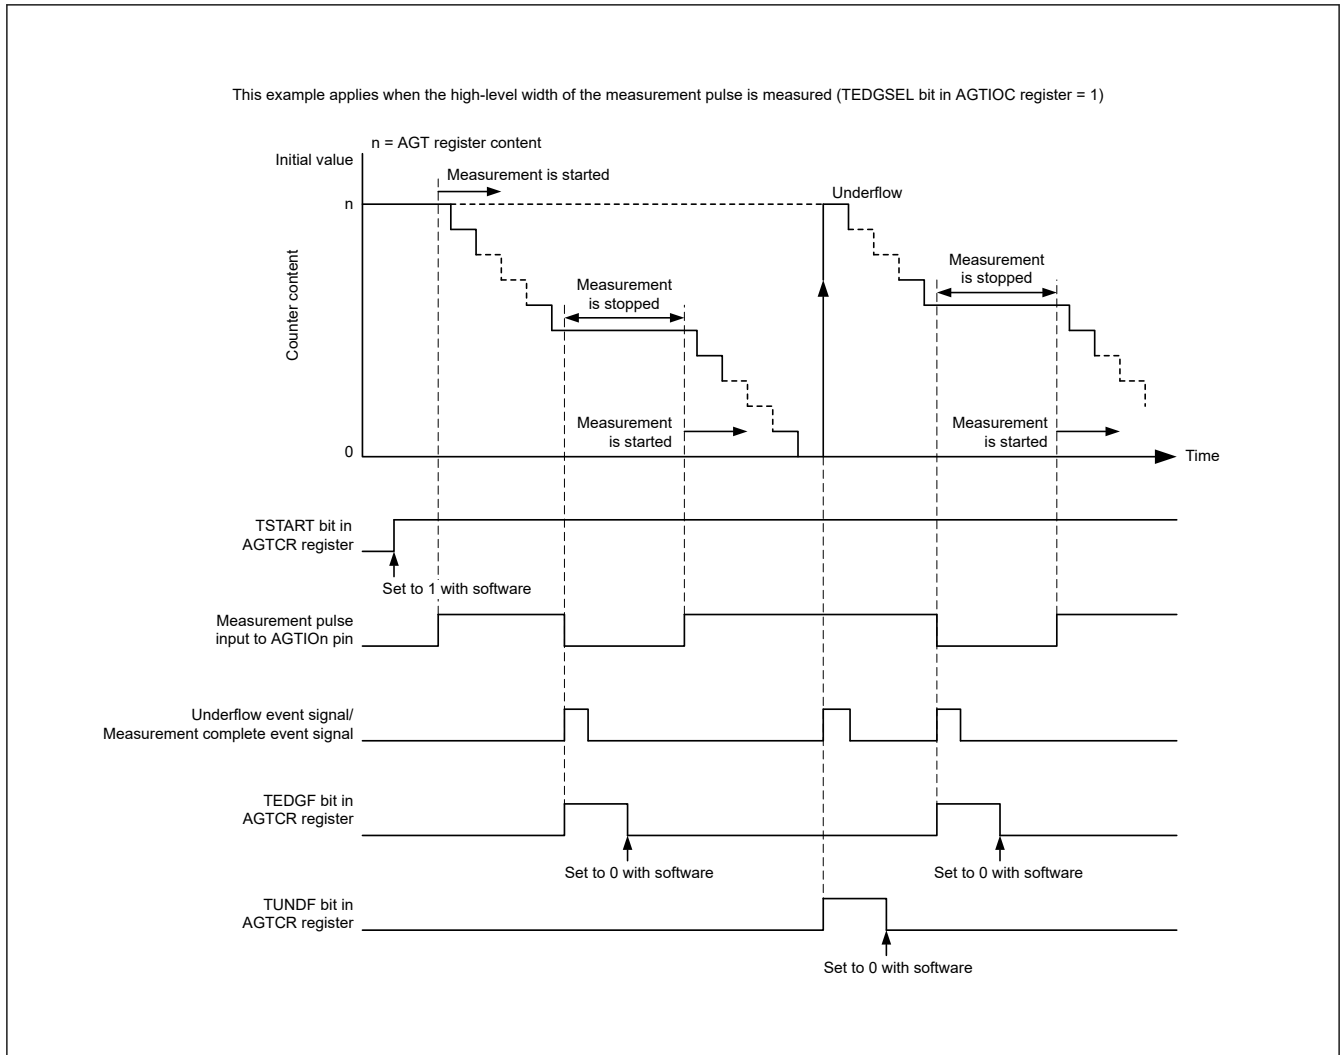 This example applies when the high-level width of the measurement pulse is measured (TEDGSEL bit in AGTIOC register = 1)
n = AGT register content
Initial value
Measurement is started
n
Underflow
Counter content
Measurement
is stopped
Measurement
is stopped
Measurement
is started
Measurement
is started
0
Time
TSTART bit in
AGTCR register
Set to 1 with software
Measurement pulse
input to AGTIOn pin
Underflow event signal/
Measurement complete event signal
TEDGF bit in
AGTCR register
Set to 0 with software
Set to 0 with software
TUNDF bit in
AGTCR register
Set to 0 with software